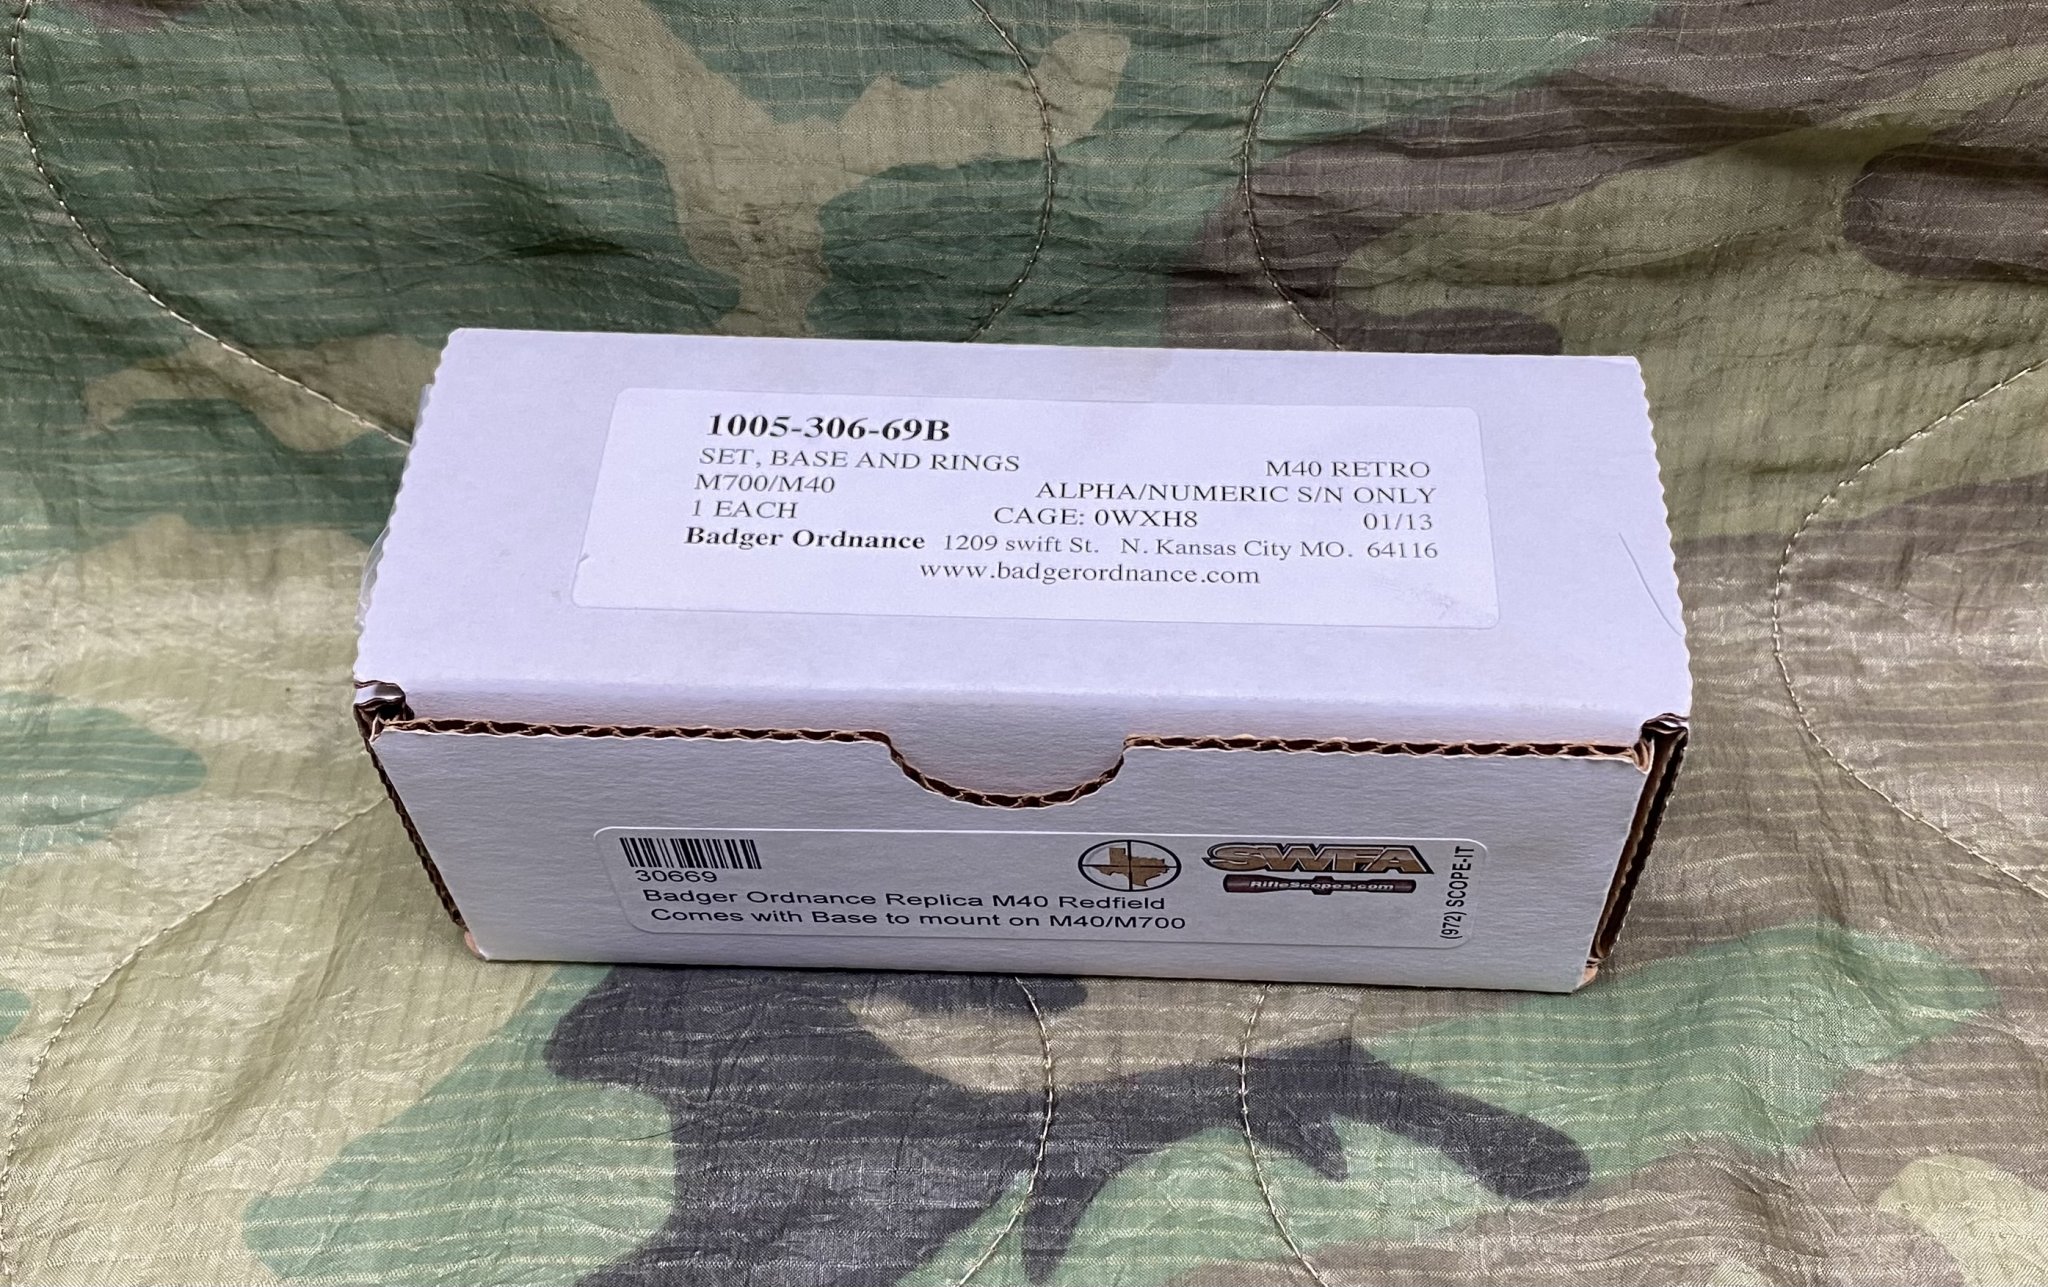 1005-306-69B
SET, BASE AND RINGS M40 RETRO
M700/M40 ALPHA/NUMERIC S/N ONLY
1 EACH CAGE: 0WXH8 01/13
Badger Ordnance 1209 swift St. N. Kansas City MO. 64116
www.badgerordnance.com
30669
SWFA
RifleScopes.com
(972) SCOPE-IT
Badger Ordnance Replica M40 Redfield
Comes with Base to mount on M40/M700